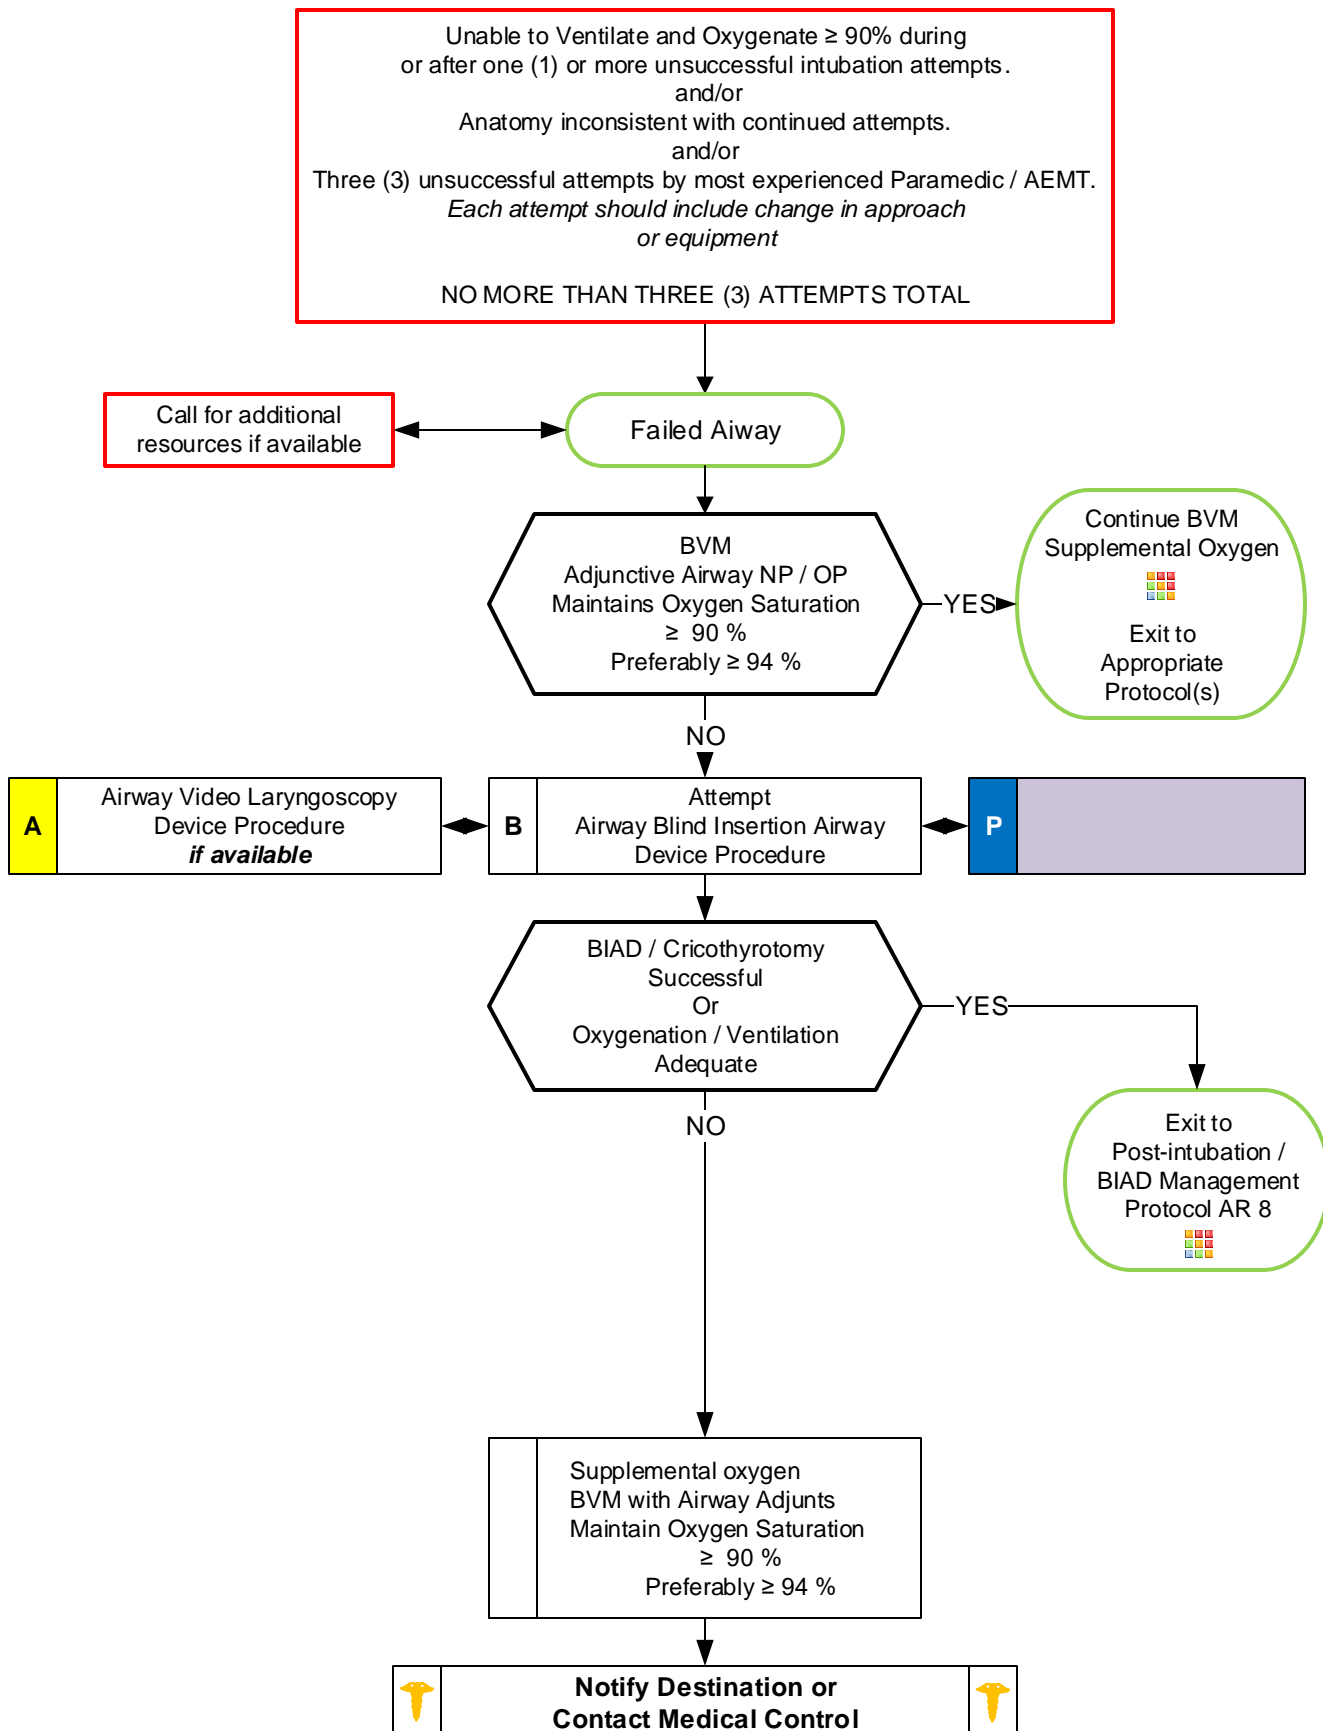 Unable to Ventilate and Oxygenate ≥ 90% during
or after one (1) or more unsuccessful intubation attempts.
and/or
Anatomy inconsistent with continued attempts.
and/or
Three (3) unsuccessful attempts by most experienced Paramedic / AEMT.
Each attempt should include change in approach
or equipment
NO MORE THAN THREE (3) ATTEMPTS TOTAL
Call for additional
resources if available
Failed Aiway
BVM
Adjunctive Airway NP / OP
Maintains Oxygen Saturation
≥ 90 %
Preferably ≥ 94 %
YES
Continue BVM
Supplemental Oxygen
Exit to
Appropriate
Protocol(s)
NO
A
Airway Video Laryngoscopy
Device Procedure
if available
B
Attempt
Airway Blind Insertion Airway
Device Procedure
P
BIAD / Cricothyrotomy
Successful
Or
Oxygenation / Ventilation
Adequate
YES
NO
Exit to
Post-intubation /
BIAD Management
Protocol AR 8
Supplemental oxygen
BVM with Airway Adjunts
Maintain Oxygen Saturation
≥ 90 %
Preferably ≥ 94 %
Notify Destination or
Contact Medical Control